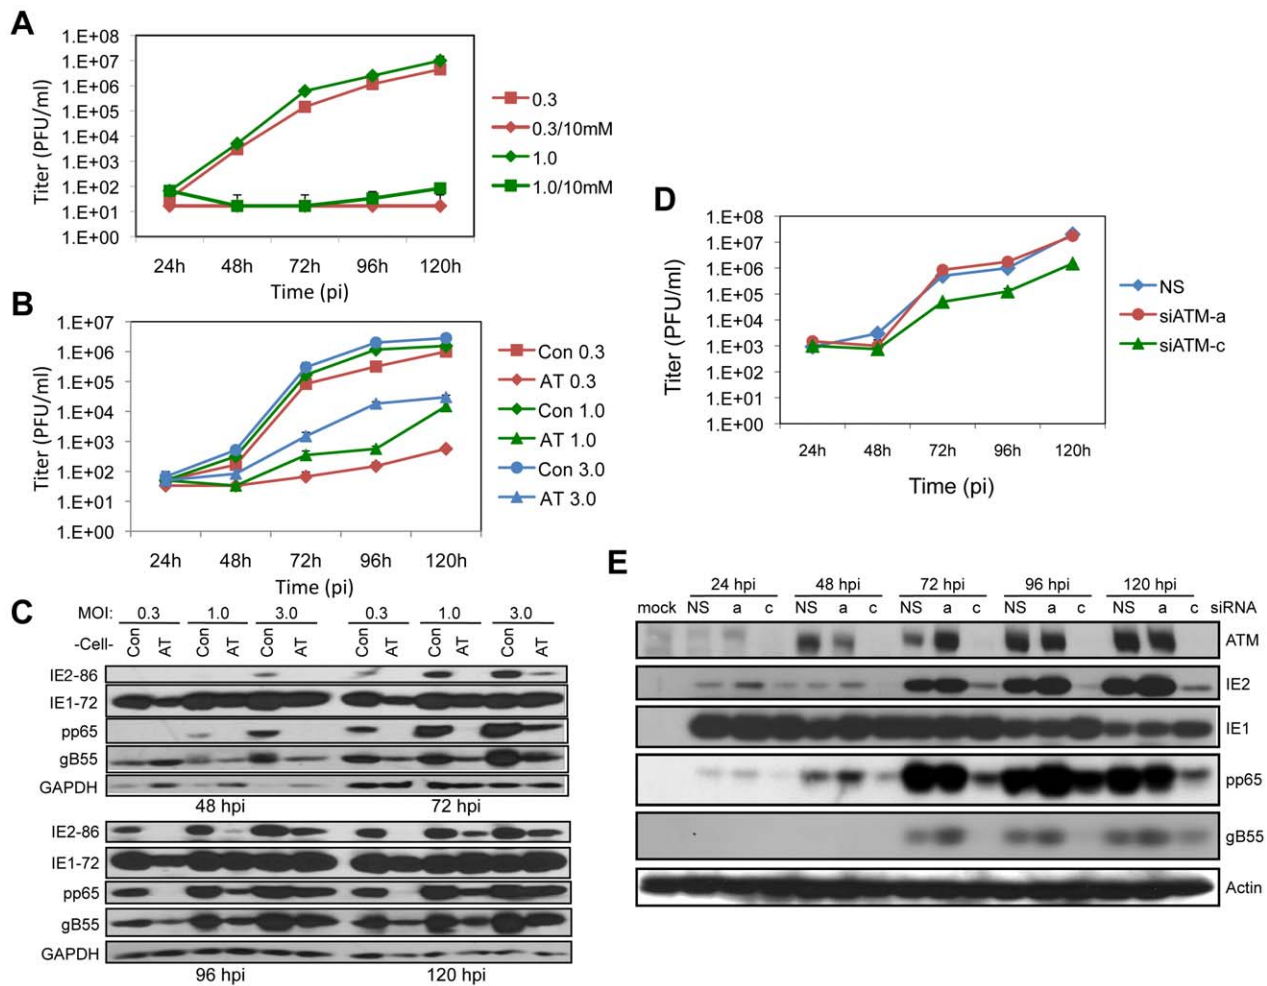 A
1.E+08
1.E+07
1.E+06
1.E+05
1.E+04
1.E+03
1.E+02
1.E+01
1.E+00
Titer (PFU/ml)
24h 48h 72h 96h 120h
Time (pi)
0.3
0.3/10mM
1.0
1.0/10mM
B
1.E+07
1.E+06
1.E+05
1.E+04
1.E+03
1.E+02
1.E+01
1.E+00
Titer (PFU/ml)
24h 48h 72h 96h 120h
Time (pi)
Con 0.3
AT 0.3
Con 1.0
AT 1.0
Con 3.0
AT 3.0
C
MOI: 0.3 1.0 3.0 0.3 1.0 3.0
-Cell- Con AT Con AT Con AT Con AT Con AT Con AT
IE2-86
IE1-72
pp65
gB55
GAPDH
48 hpi 72 hpi
IE2-86
IE1-72
pp65
gB55
GAPDH
96 hpi 120 hpi
D
1.E+08
1.E+07
1.E+06
1.E+05
1.E+04
1.E+03
1.E+02
1.E+01
1.E+00
Titer (PFU/ml)
24h 48h 72h 96h 120h
Time (pi)
NS
siATM-a
siATM-c
E
24 hpi 48 hpi 72 hpi 96 hpi 120 hpi
mock NS a c NS a c NS a c NS a c NS a c siRNA
ATM
IE2
IE1
pp65
gB55
Actin